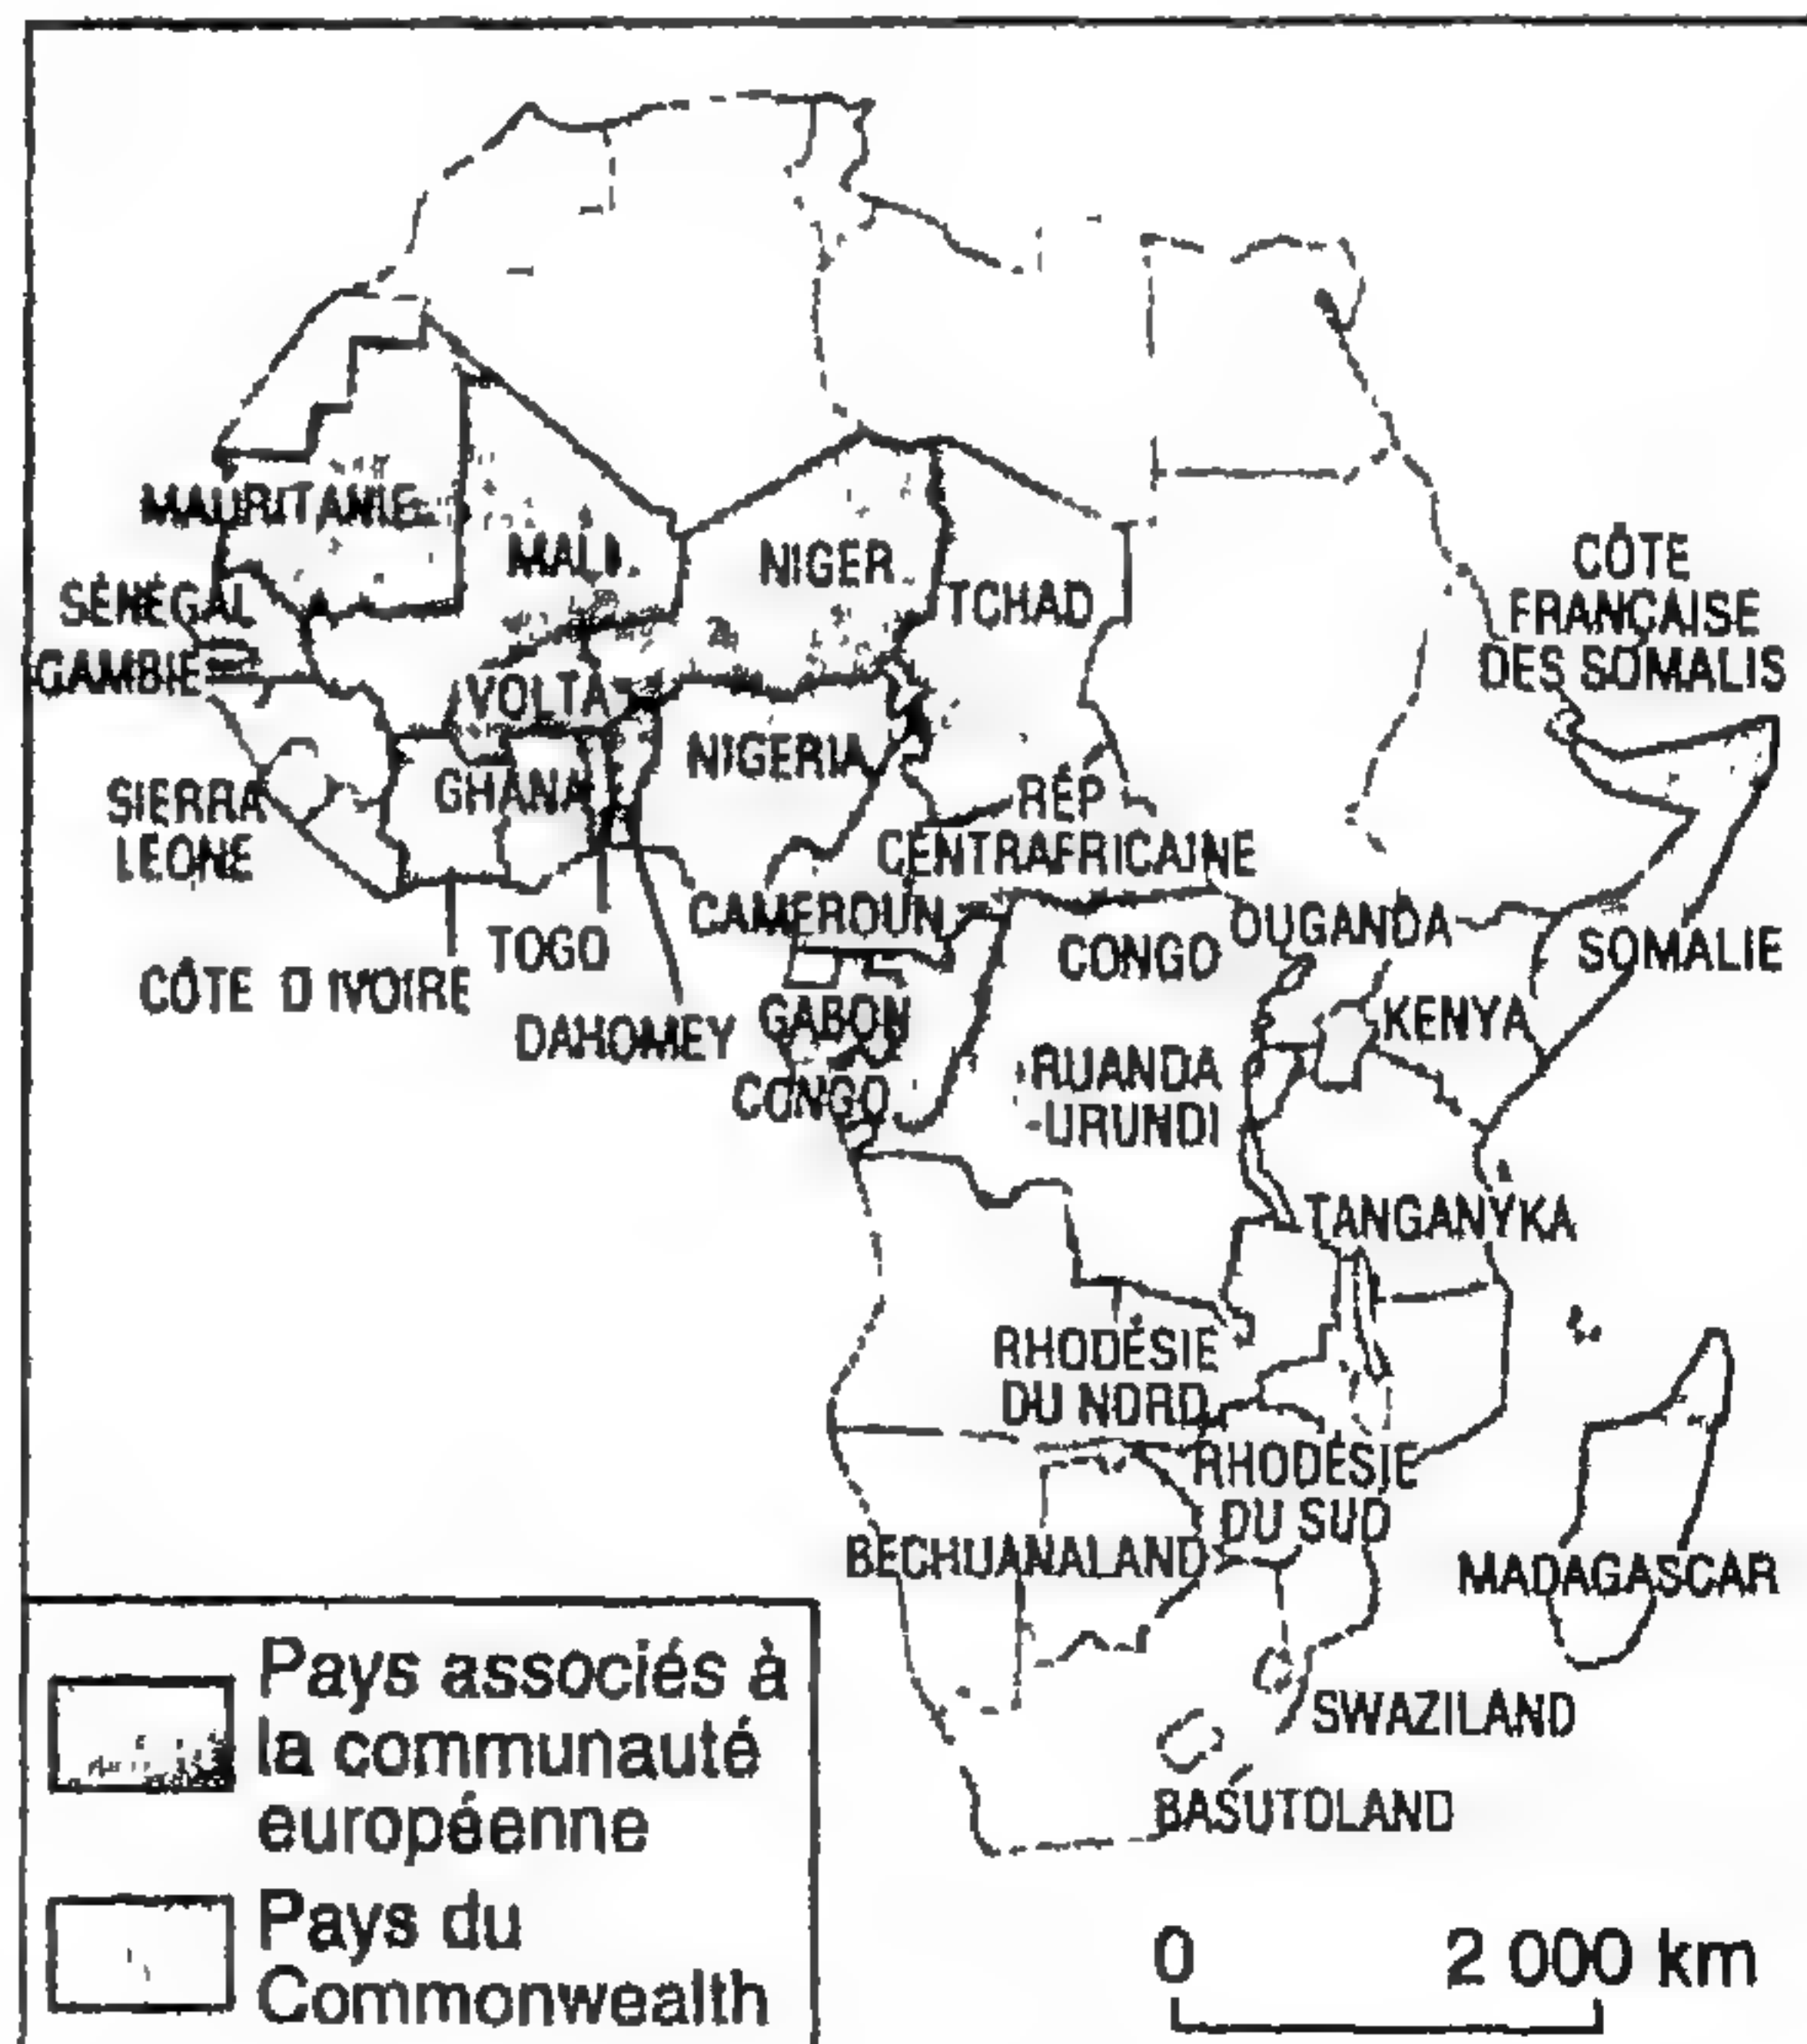 MAURITANIE
MALI
NIGER
TCHAD
CÔTE
FRANÇAISE
DES SOMALIS
SÉNÉGAL
GAMBIE
VOLTA
NIGERIA
GHANA
SIERRA
LEONE
RÉP
CENTRAFRICAINE
CAMEROUN
OUGANDA
CONGO
SOMALIE
TOGO
CÔTE D IVOIRE
DAHOMEY
GABON
KENYA
CONGO
RUANDA
-URUNDI
TANGANYKA
RHODÉSIE
DU NORD
RHODÉSIE
DU SUD
BECHUANALAND
MADAGASCAR
SWAZILAND
BASUTOLAND
Pays associés à
la communauté
européenne
Pays du
Commonwealth
0 2 000 km